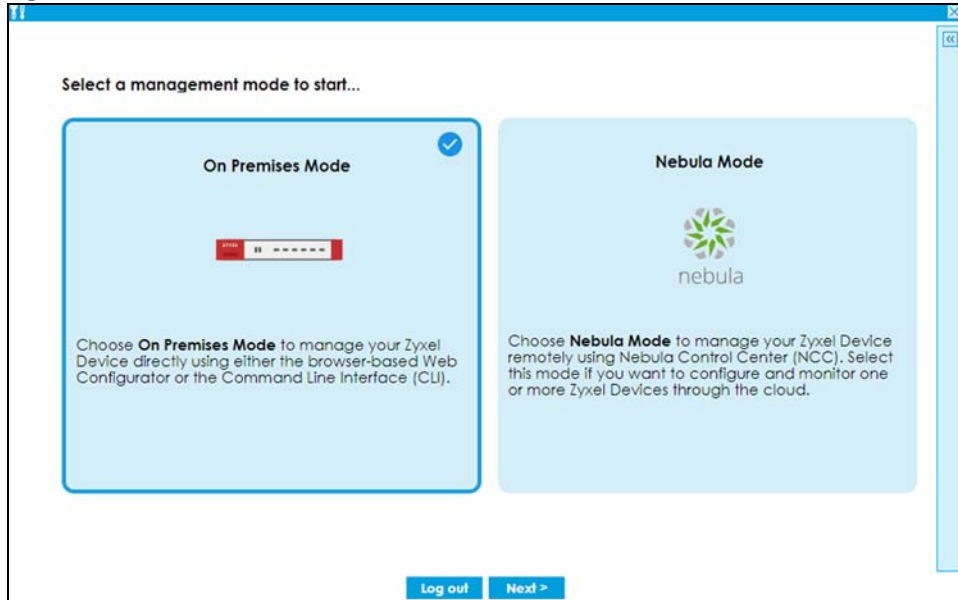 Select a management mode to start...
On Premises Mode
ZYXEL
Choose On Premises Mode to manage your Zyxel
Device directly using either the browser-based Web
Configurator or the Command Line Interface (CLI).
Nebula Mode
nebula
Choose Nebula Mode to manage your Zyxel Device
remotely using Nebula Control Center (NCC). Select
this mode if you want to configure and monitor one
or more Zyxel Devices through the cloud.
Log out
Next >